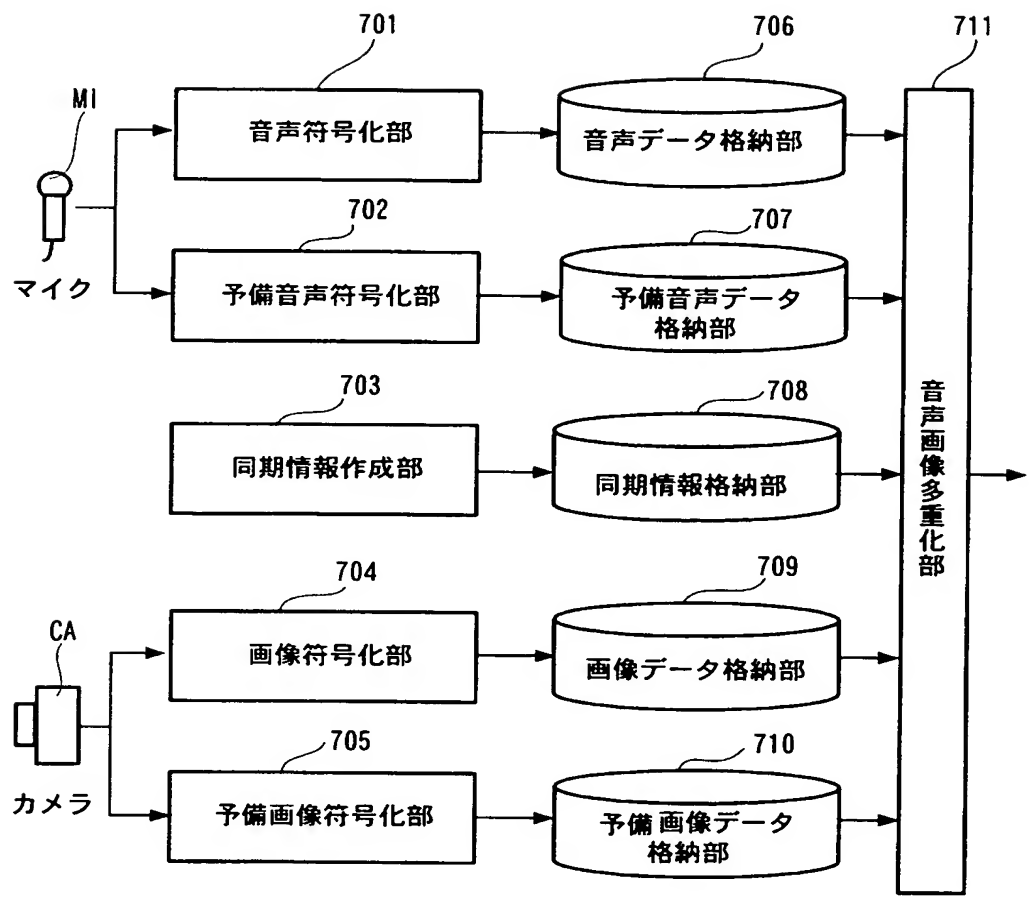 701
706
711
MI
音声符号化部
音声データ格納部
702
707
マイク
予備音声符号化部
予備音声データ
格納部
703
708
同期情報作成部
同期情報格納部
音声画像多重化部
704
709
CA
画像符号化部
画像データ格納部
705
710
カメラ
予備画像符号化部
予備画像データ
格納部